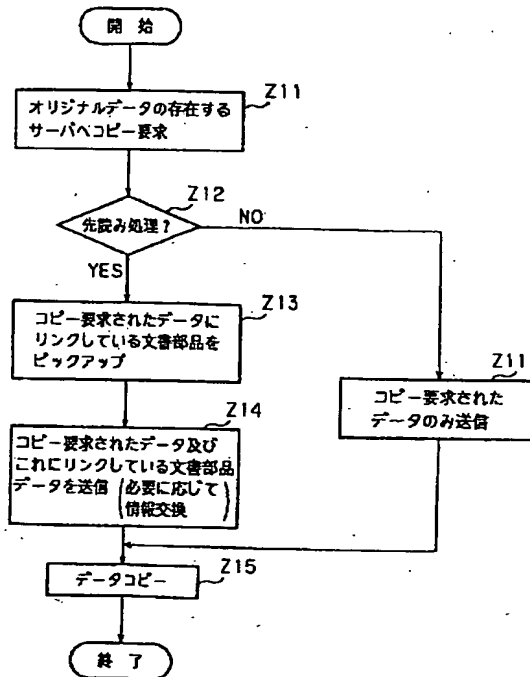 開 始
Z11
オリジナルデータの存在する
サーバへコピー要求
Z12
先読み処理?
NO
YES
Z13
コピー要求されたデータに
リンクしている文書部品を
ピックアップ
Z11
コピー要求された
データのみ送信
Z14
コピー要求されたデータ及び
これにリンクしている文書部品
データを送信(必要に応じて
情報交換)
Z15
データコピー
終 了